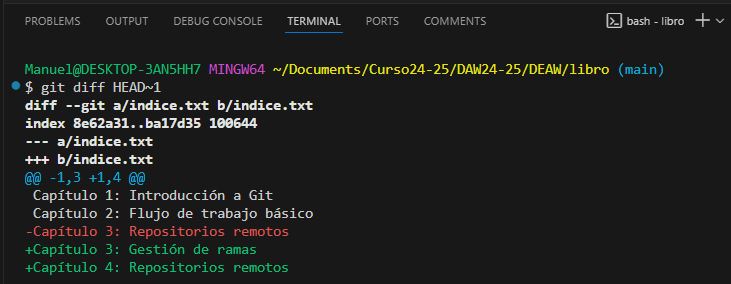 PROBLEMS OUTPUT DEBUG CONSOLE TERMINAL PORTS COMMENTS bash - libro
Manuel@DESKTOP-3AN5HH7 MINGW64 ~/Documents/Curso24-25/DAW24-25/DEAW/libro (main)
$ git diff HEAD~1
diff --git a/indice.txt b/indice.txt
index 8e62a31..ba17d35 100644
--- a/indice.txt
+++ b/indice.txt
@@ -1,3 +1,4 @@
 Capítulo 1: Introducción a Git
 Capítulo 2: Flujo de trabajo básico
-Capítulo 3: Repositorios remotos
+Capítulo 3: Gestión de ramas
+Capítulo 4: Repositorios remotos